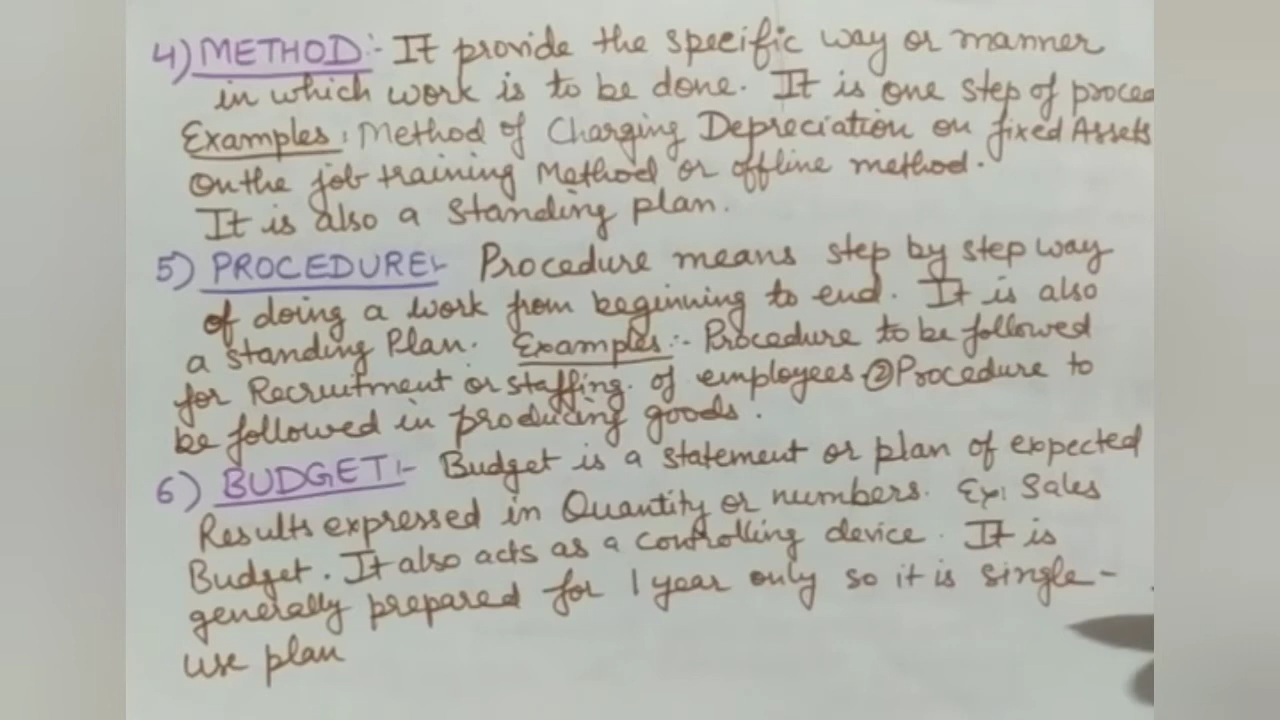 4) METHOD:- It provide the specific way or manner
in which work is to be done. It is one step of proced
Examples: Method of Charging Depreciation on fixed Assets
On the job training Method or offline method.
It is also a Standing plan.
5) PROCEDURE:- Procedure means step by step way
of doing a work from beginning to end. It is also
a standing Plan. Examples:- Procedure to be followed
for Recruitment or staffing. of employees ② Procedure to
be followed in producing goods.
6) BUDGET:- Budget is a statement or plan of expected
Results expressed in Quantity or numbers. Ex: Sales
Budget. It also acts as a controlling device. It is
generally prepared for 1 year only so it is single-
use plan